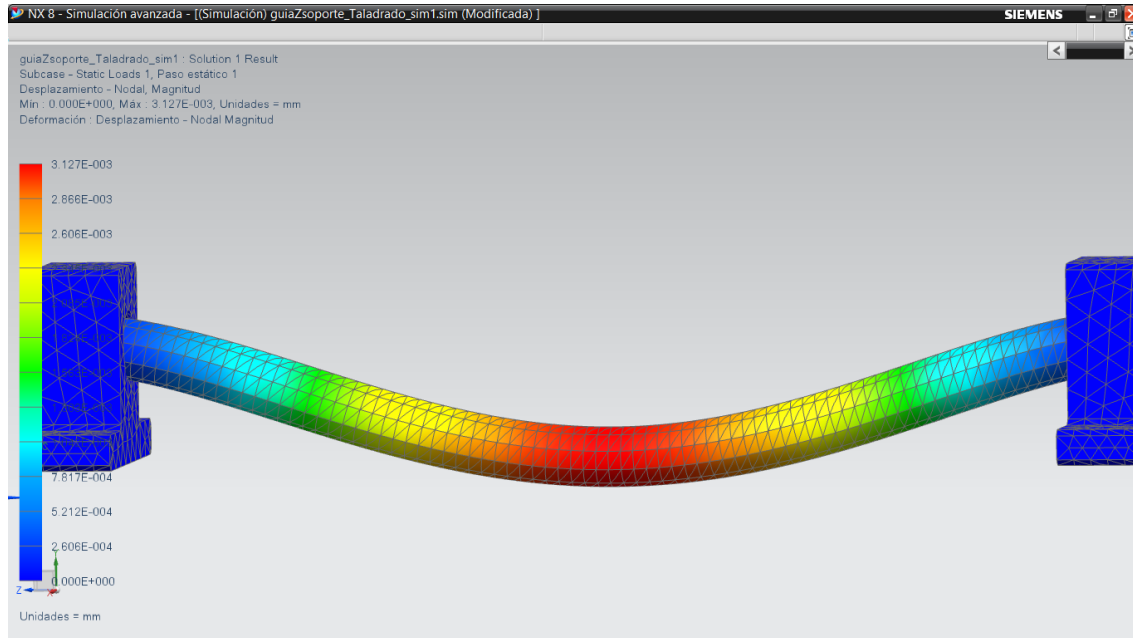 NX 8 - Simulación avanzada - [(Simulación) guiaZsoporte_Taladrado_sim1.sim (Modificada) ]
SIEMENS
guiaZsoporte_Taladrado_sim1 : Solution 1 Result
Subcase - Static Loads 1, Paso estático 1
Desplazamiento - Nodal, Magnitud
Mín : 0.000E+000, Máx : 3.127E-003, Unidades = mm
Deformación : Desplazamiento - Nodal Magnitud
3.127E-003
2.866E-003
2.606E-003
7.817E-004
5.212E-004
2.606E-004
0.000E+000
Z
Unidades = mm